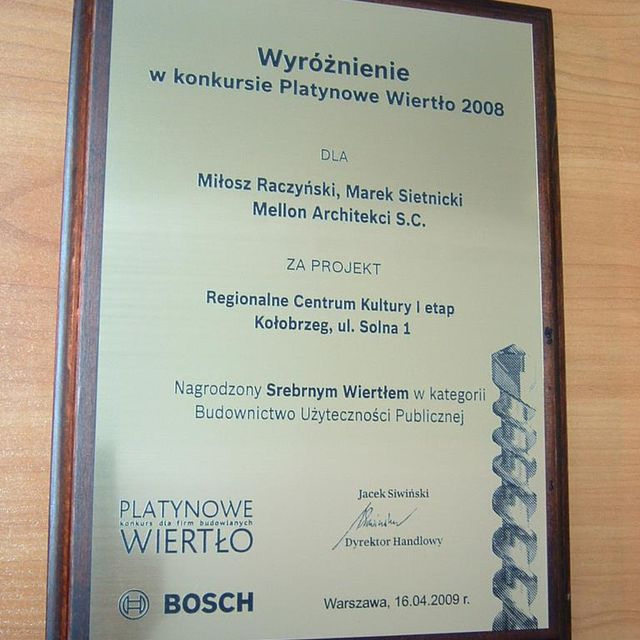 Wyróżnienie
w konkursie Platynowe Wiertło 2008
DLA
Miłosz Raczyński, Marek Sietnicki
Mellon Architekci S.C.
ZA PROJEKT
Regionalne Centrum Kultury I etap
Kołobrzeg, ul. Solna 1
Nagrodzony Srebrnym Wiertłem w kategorii
Budownictwo Użyteczności Publicznej
PLATYNOWE
konkurs dla firm budowlanych
WIERTŁO
Jacek Siwiński
Dyrektor Handlowy
BOSCH
Warszawa, 16.04.2009 r.